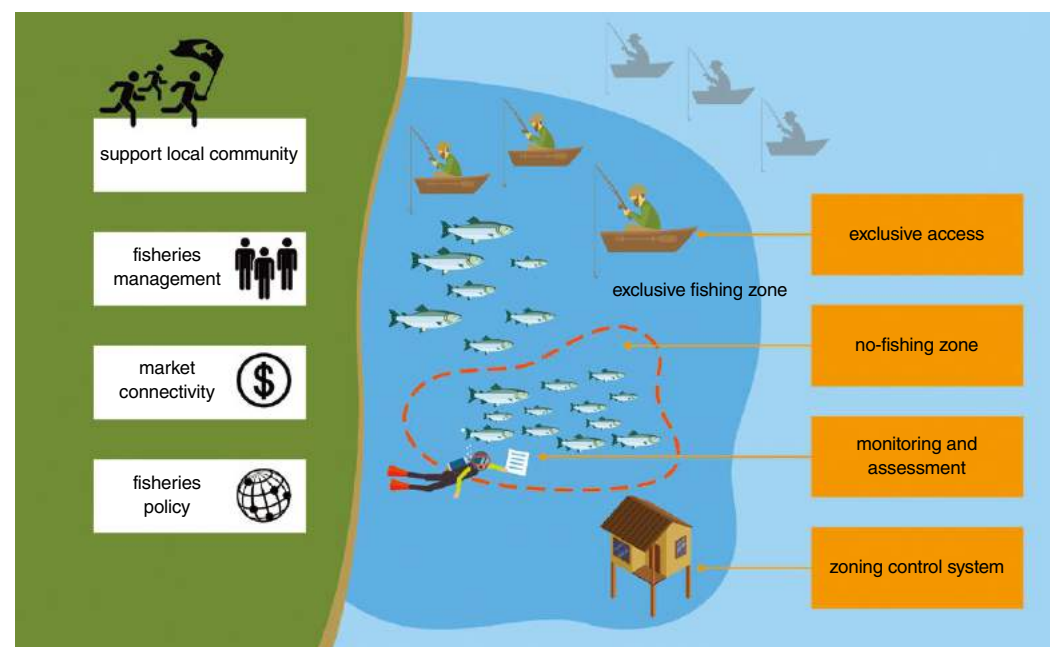 support local community
fisheries
management
market
connectivity
$
fisheries
policy
exclusive fishing zone
exclusive access
no-fishing zone
monitoring and
assessment
zoning control system